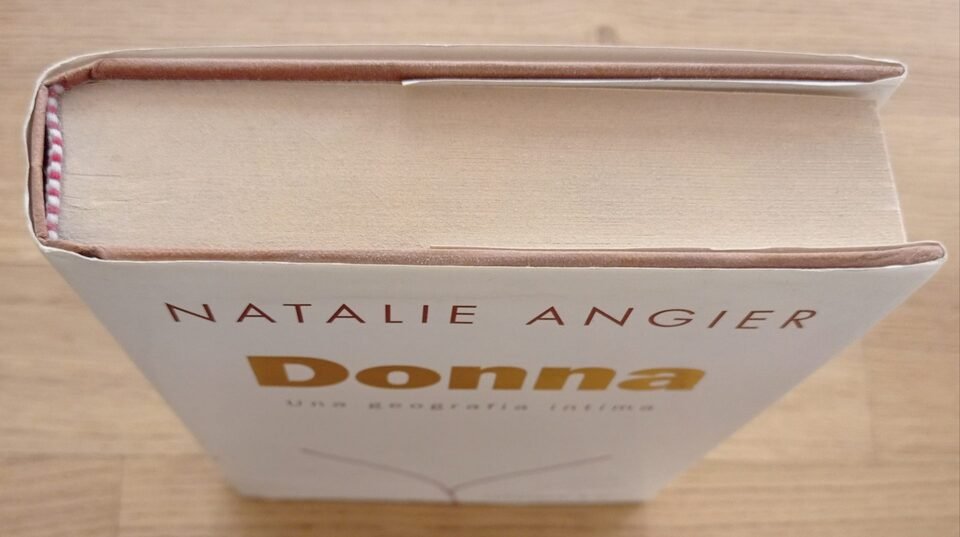 NATALIE ANGIER
Donna
Una geografia intima